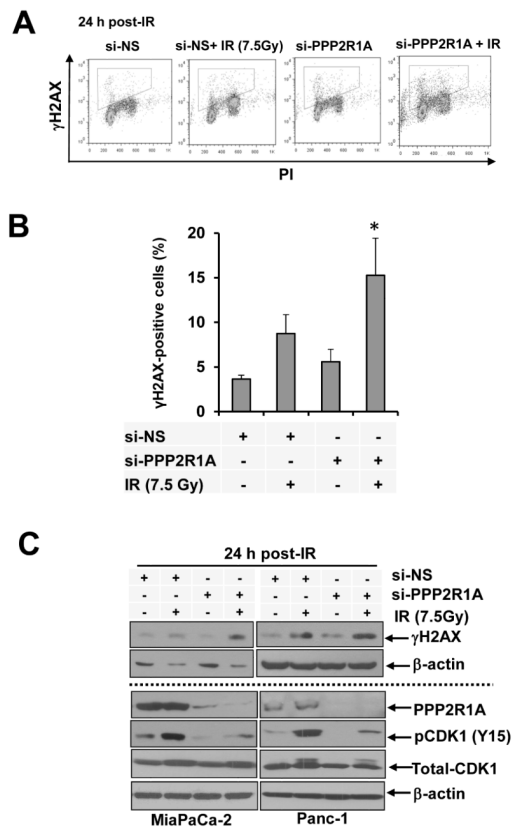 A
24 h post-IR
si-NS
si-NS+ IR (7.5Gy)
si-PPP2R1A
si-PPP2R1A + IR
γH2AX
PI
B
γH2AX-positive cells (%)
20
15
10
5
0
*
si-NS + + - -
si-PPP2R1A - - + +
IR (7.5 Gy) - + - +
C
24 h post-IR
+ + - - + + - - si-NS
- - + + - - + + si-PPP2R1A
- + - + - + - + IR (7.5Gy)
γH2AX
β-actin
PPP2R1A
pCDK1 (Y15)
Total-CDK1
β-actin
MiaPaCa-2
Panc-1